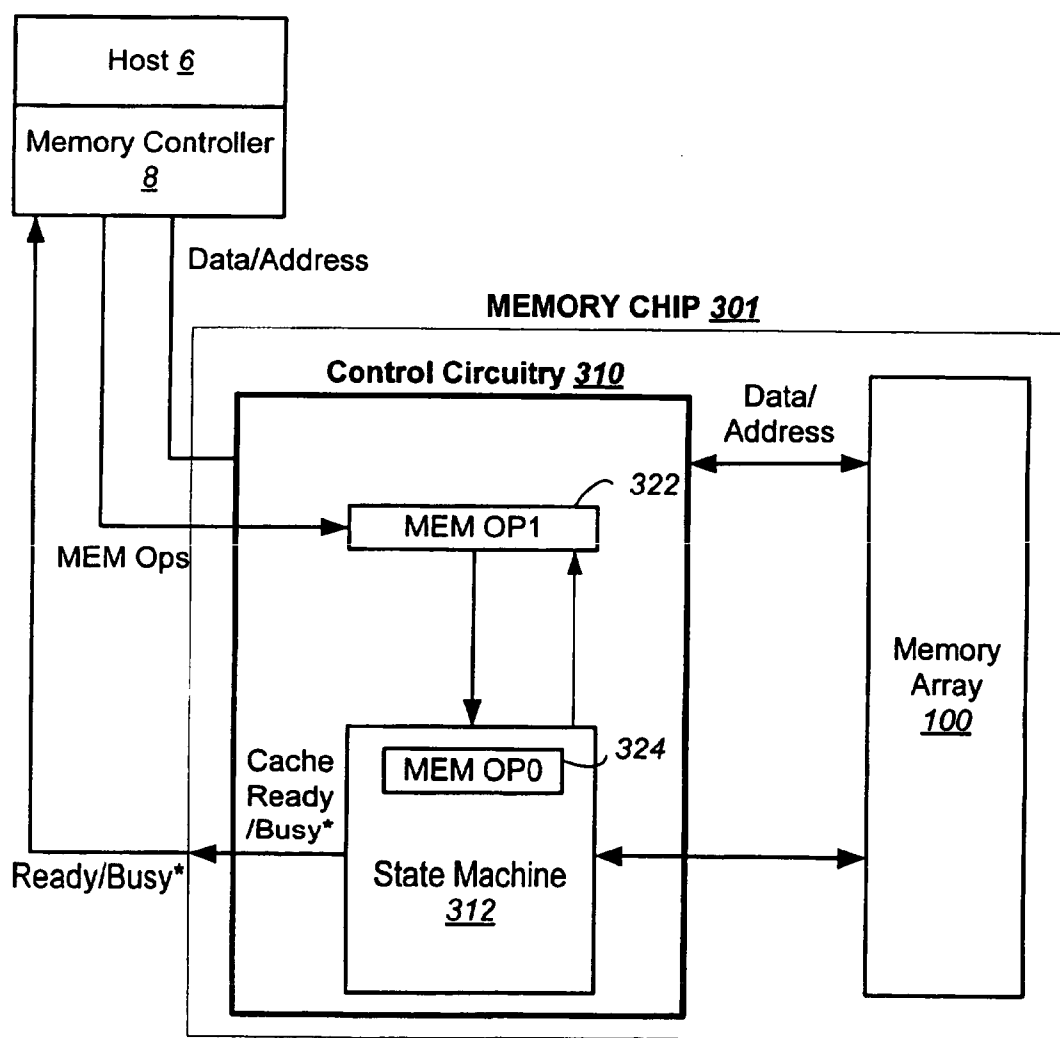 Host 6
Memory Controller
8
Data/Address
MEMORY CHIP 301
Control Circuitry 310
Data/
Address
322
MEM OP1
MEM Ops
Memory
Array
100
324
MEM OP0
Cache
Ready
/Busy*
Ready/Busy*
State Machine
312